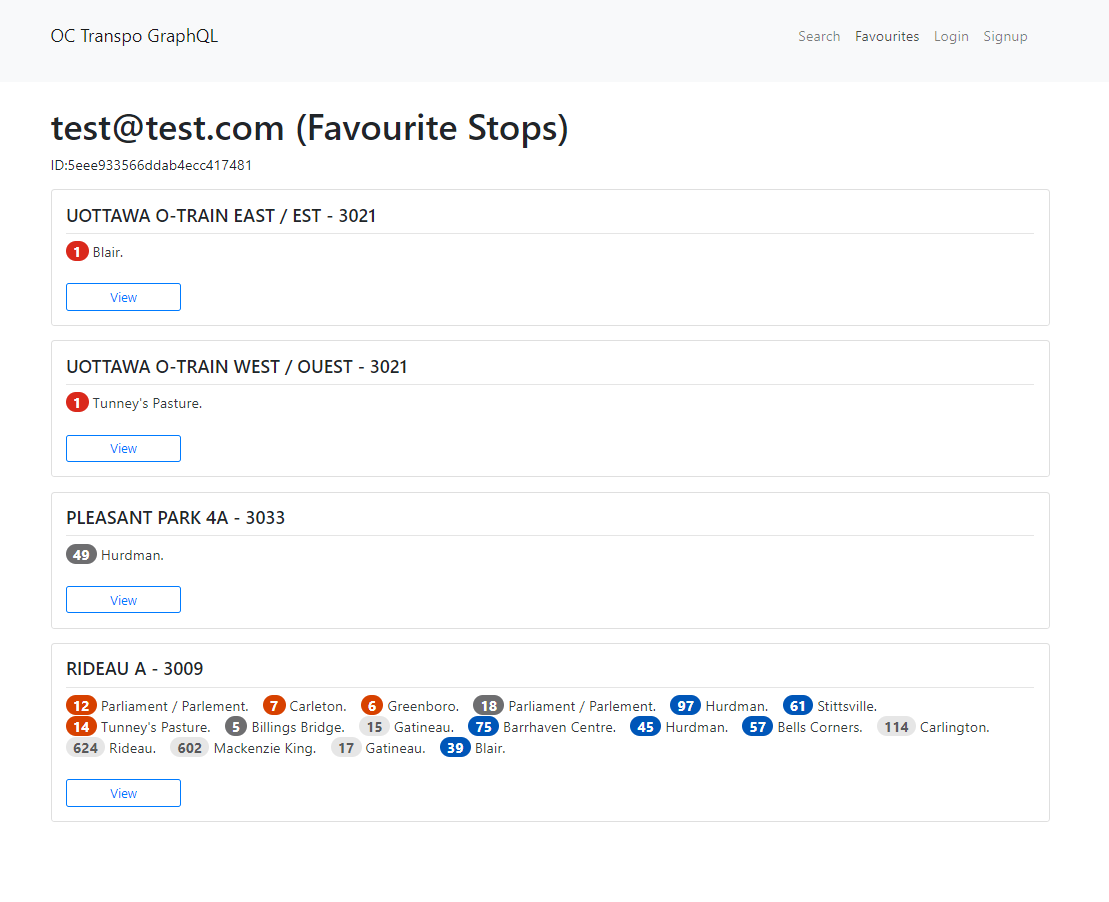 OC Transpo GraphQL Search Favourites Login Signup
test@test.com (Favourite Stops)
ID:5eee933566ddab4ecc417481
UOTTAWA O-TRAIN EAST / EST - 3021
1 Blair.
View
UOTTAWA O-TRAIN WEST / OUEST - 3021
1 Tunney's Pasture.
View
PLEASANT PARK 4A - 3033
49 Hurdman.
View
RIDEAU A - 3009
12 Parliament / Parlement. 7 Carleton. 6 Greenboro. 18 Parliament / Parlement. 97 Hurdman. 61 Stittsville.
14 Tunney's Pasture. 5 Billings Bridge. 15 Gatineau. 75 Barrhaven Centre. 45 Hurdman. 57 Bells Corners. 114 Carlington.
624 Rideau. 602 Mackenzie King. 17 Gatineau. 39 Blair.
View